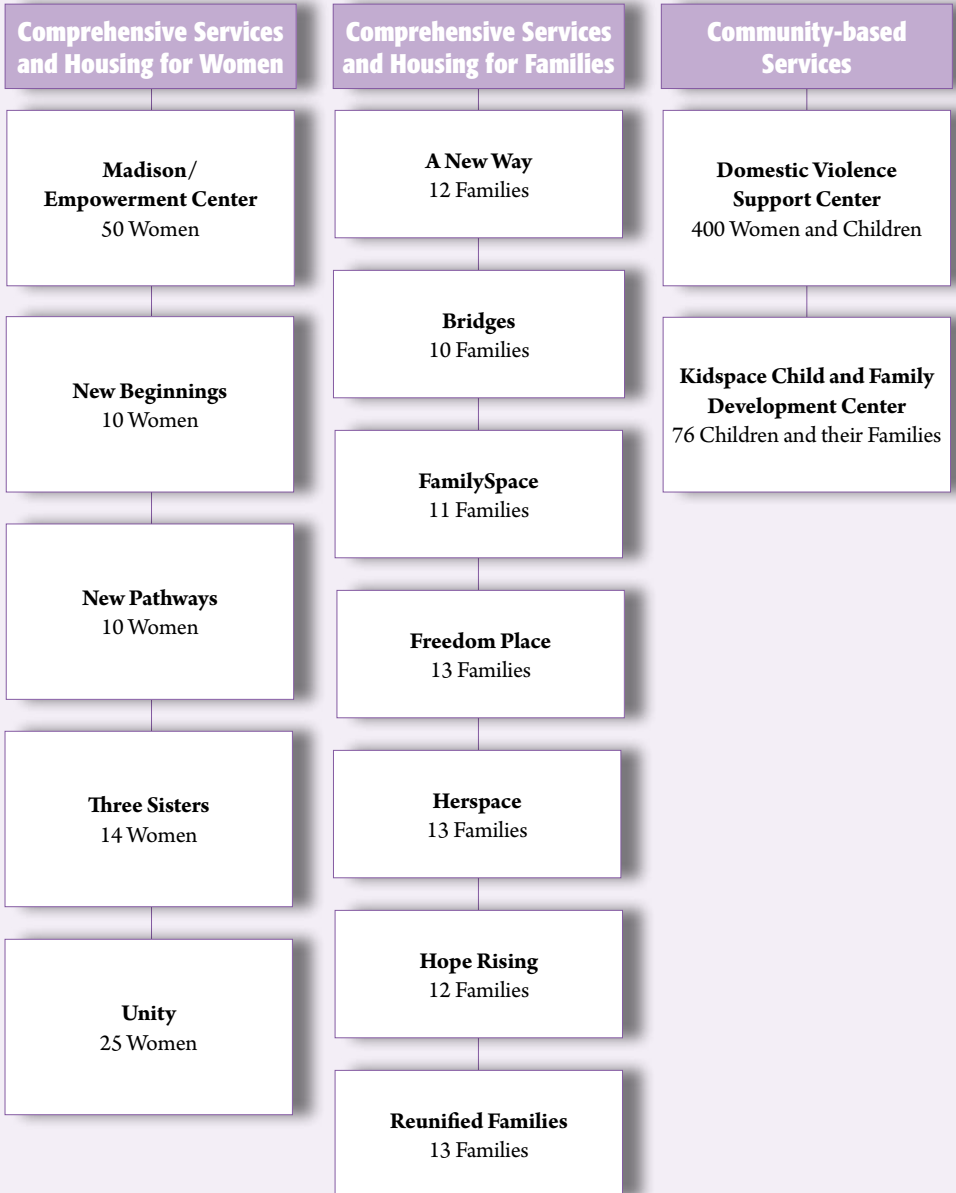 Comprehensive Services
and Housing for Women
Madison/
Empowerment Center
50 Women
New Beginnings
10 Women
New Pathways
10 Women
Three Sisters
14 Women
Unity
25 Women
Comprehensive Services
and Housing for Families
A New Way
12 Families
Bridges
10 Families
FamilySpace
11 Families
Freedom Place
13 Families
Herspace
13 Families
Hope Rising
12 Families
Reunified Families
13 Families
Community-based
Services
Domestic Violence
Support Center
400 Women and Children
Kidspace Child and Family
Development Center
76 Children and their Families